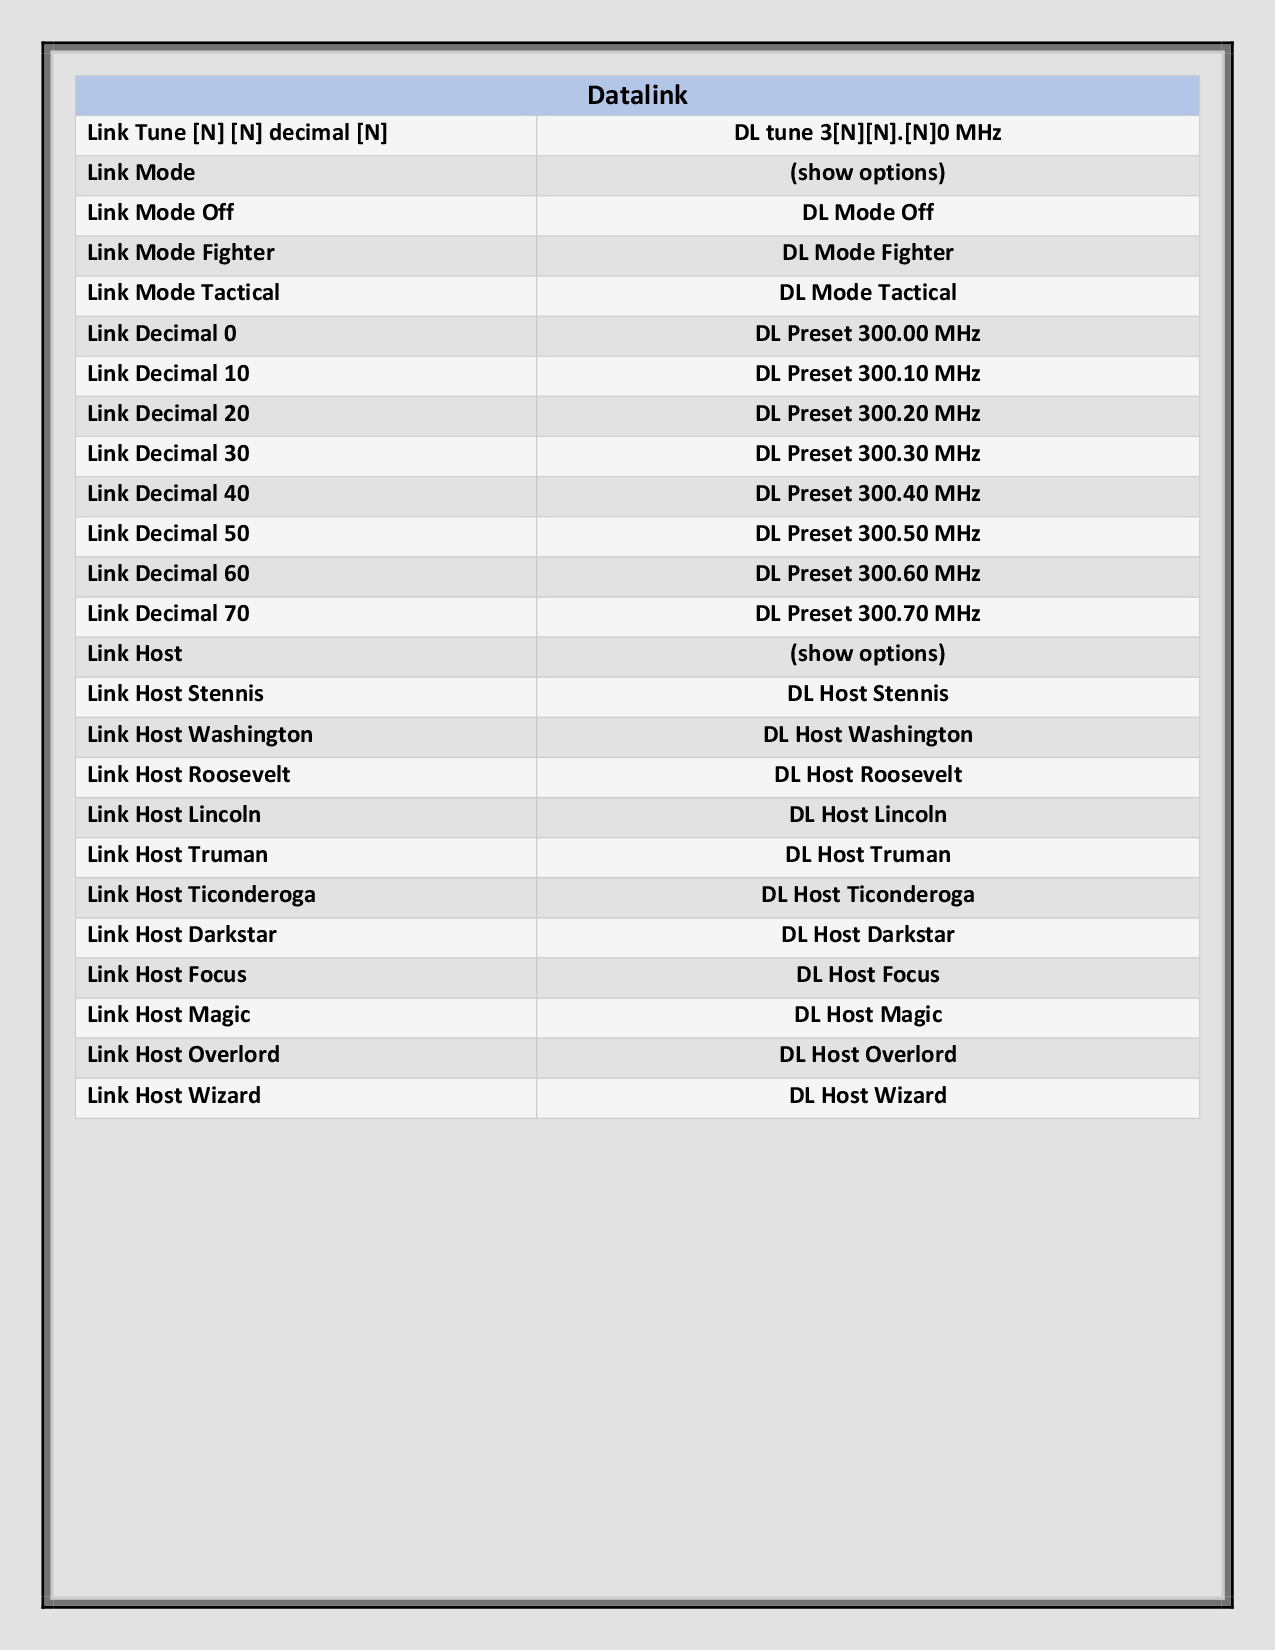 Datalink
Link Tune [N] [N] decimal [N] DL tune 3[N][N].[N]0 MHz
Link Mode (show options)
Link Mode Off DL Mode Off
Link Mode Fighter DL Mode Fighter
Link Mode Tactical DL Mode Tactical
Link Decimal 0 DL Preset 300.00 MHz
Link Decimal 10 DL Preset 300.10 MHz
Link Decimal 20 DL Preset 300.20 MHz
Link Decimal 30 DL Preset 300.30 MHz
Link Decimal 40 DL Preset 300.40 MHz
Link Decimal 50 DL Preset 300.50 MHz
Link Decimal 60 DL Preset 300.60 MHz
Link Decimal 70 DL Preset 300.70 MHz
Link Host (show options)
Link Host Stennis DL Host Stennis
Link Host Washington DL Host Washington
Link Host Roosevelt DL Host Roosevelt
Link Host Lincoln DL Host Lincoln
Link Host Truman DL Host Truman
Link Host Ticonderoga DL Host Ticonderoga
Link Host Darkstar DL Host Darkstar
Link Host Focus DL Host Focus
Link Host Magic DL Host Magic
Link Host Overlord DL Host Overlord
Link Host Wizard DL Host Wizard